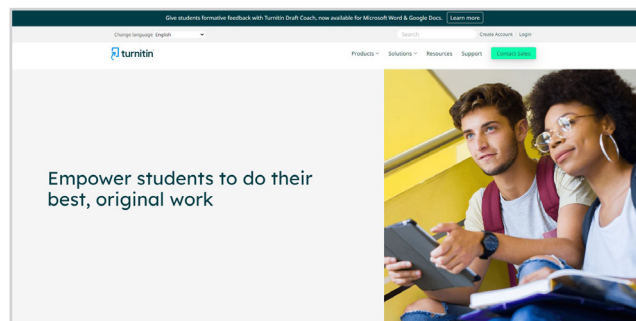 Give students formative feedback with Turnitin Draft Coach, now available for Microsoft Word & Google Docs. Learn more
Change language English Search Create Account | Login
turnitin Products Solutions Resources Support Contact Sales
Empower students to do their
best, original work